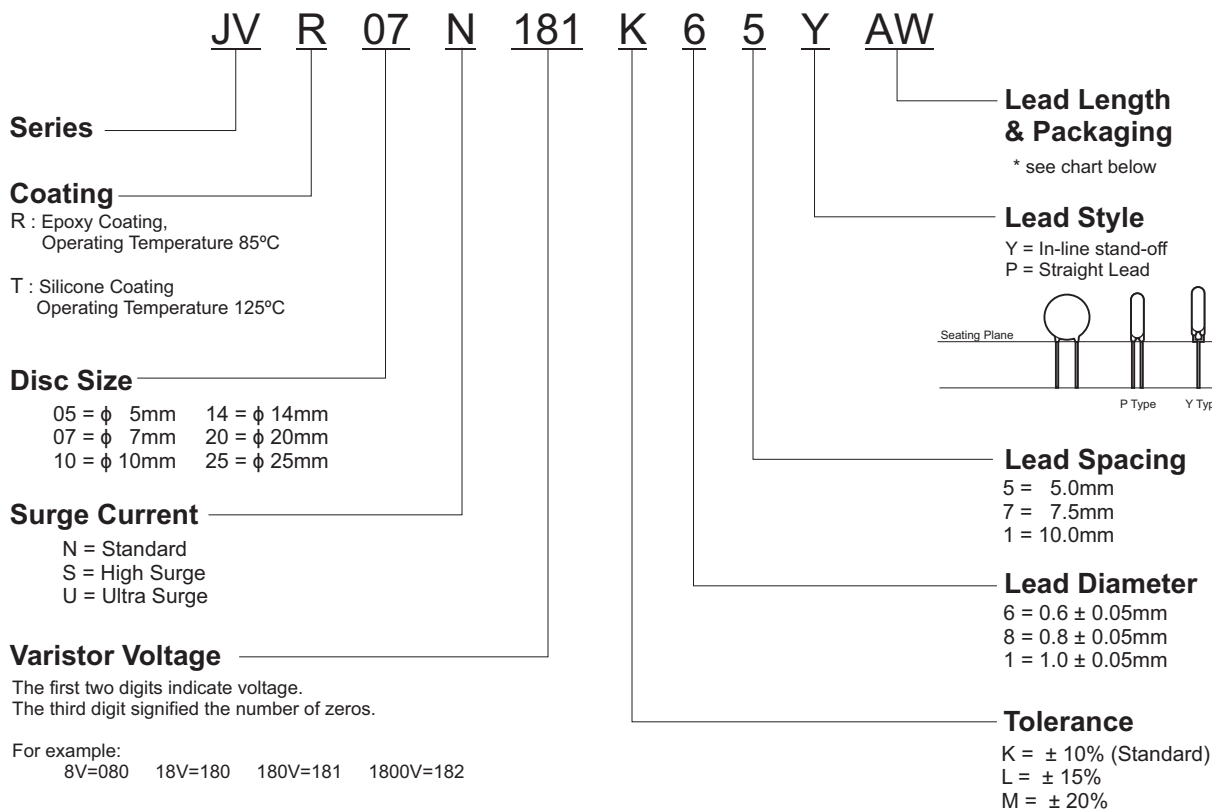 JV R 07 N 181 K 6 5 Y AW
Series
Coating
R : Epoxy Coating,
Operating Temperature 85ºC
T : Silicone Coating
Operating Temperature 125ºC
Disc Size
05 = ϕ 5mm 14 = ϕ 14mm
07 = ϕ 7mm 20 = ϕ 20mm
10 = ϕ 10mm 25 = ϕ 25mm
Surge Current
N = Standard
S = High Surge
U = Ultra Surge
Varistor Voltage
The first two digits indicate voltage.
The third digit signified the number of zeros.
For example:
8V=080 18V=180 180V=181 1800V=182
Lead Length
& Packaging
* see chart below
Lead Style
Y = In-line stand-off
P = Straight Lead
Seating Plane
P Type Y Typ
Lead Spacing
5 = 5.0mm
7 = 7.5mm
1 = 10.0mm
Lead Diameter
6 = 0.6 ± 0.05mm
8 = 0.8 ± 0.05mm
1 = 1.0 ± 0.05mm
Tolerance
K = ± 10% (Standard)
L = ± 15%
M = ± 20%